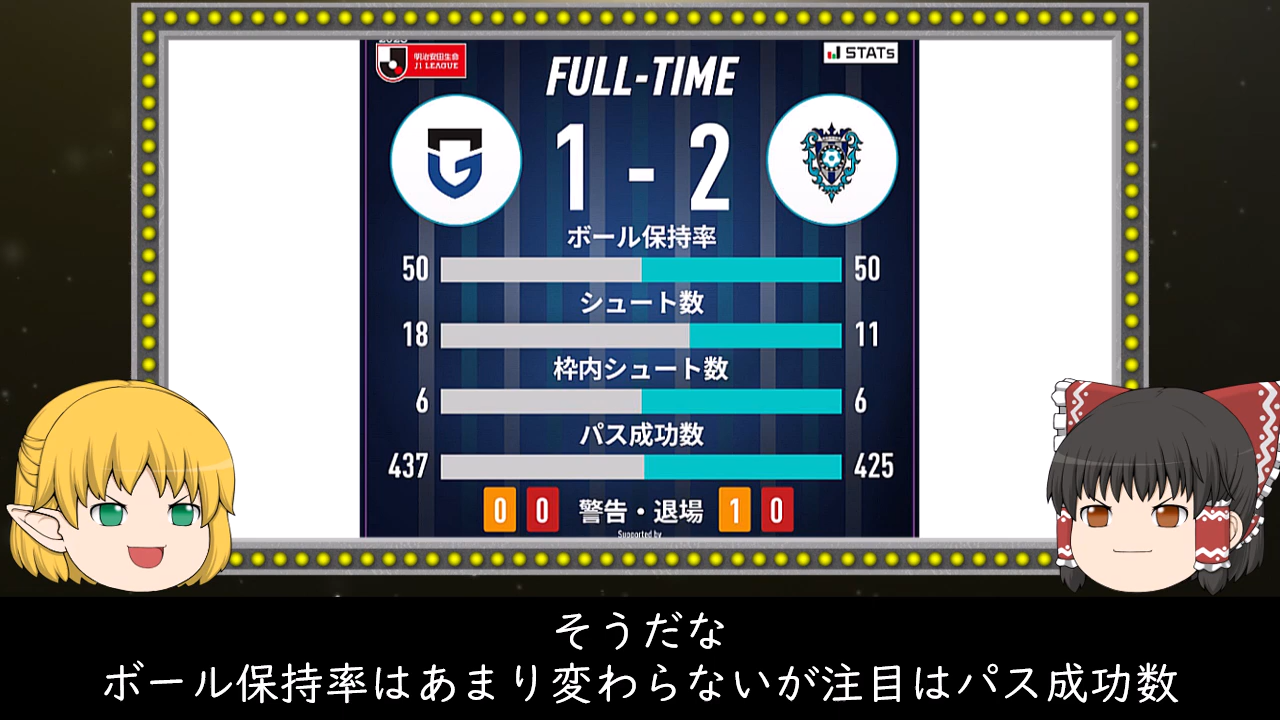 明治安田生命
J1 LEAGUE
STATS
FULL-TIME
1 - 2
ボール保持率
50 50
シュート数
18 11
枠内シュート数
6 6
パス成功数
437 425
0 0 警告・退場 1 0
Supported by
そうだな
ボール保持率はあまり変わらないが注目はパス成功数